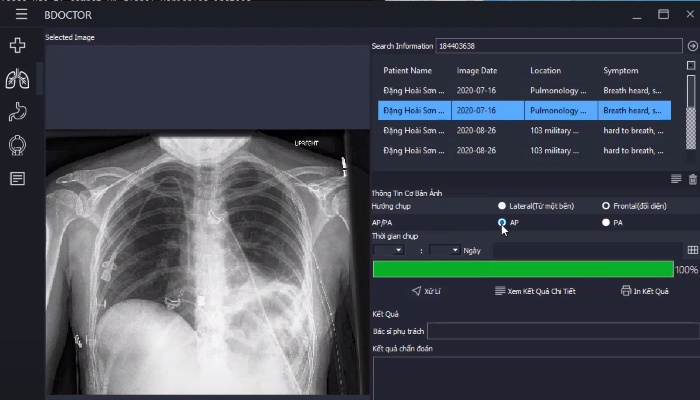 BDOCTOR
Selected Image
UPRIGHT
Search Information 184403638
Patient Name Image Date Location Symptom
Đặng Hoài Sơn ... 2020-07-16 Pulmonology ... Breath heard, s...
Đặng Hoài Sơn ... 2020-07-16 Pulmonology ... Breath heard, s...
Đặng Hoài Sơn ... 2020-08-26 103 military ... hard to breath, ...
Đặng Hoài Sơn ... 2020-08-26 103 military ... hard to breath, ...
Thông Tin Cơ Bản Ảnh
Hướng chụp Lateral(Từ một bên) Frontal(đối diện)
AP/PA AP PA
Thời gian chụp
: Ngày
100%
Xử Lí Xem Kết Quả Chi Tiết In Kết Quả
Kết Quả
Bác sĩ phụ trách
Kết quả chẩn đoán